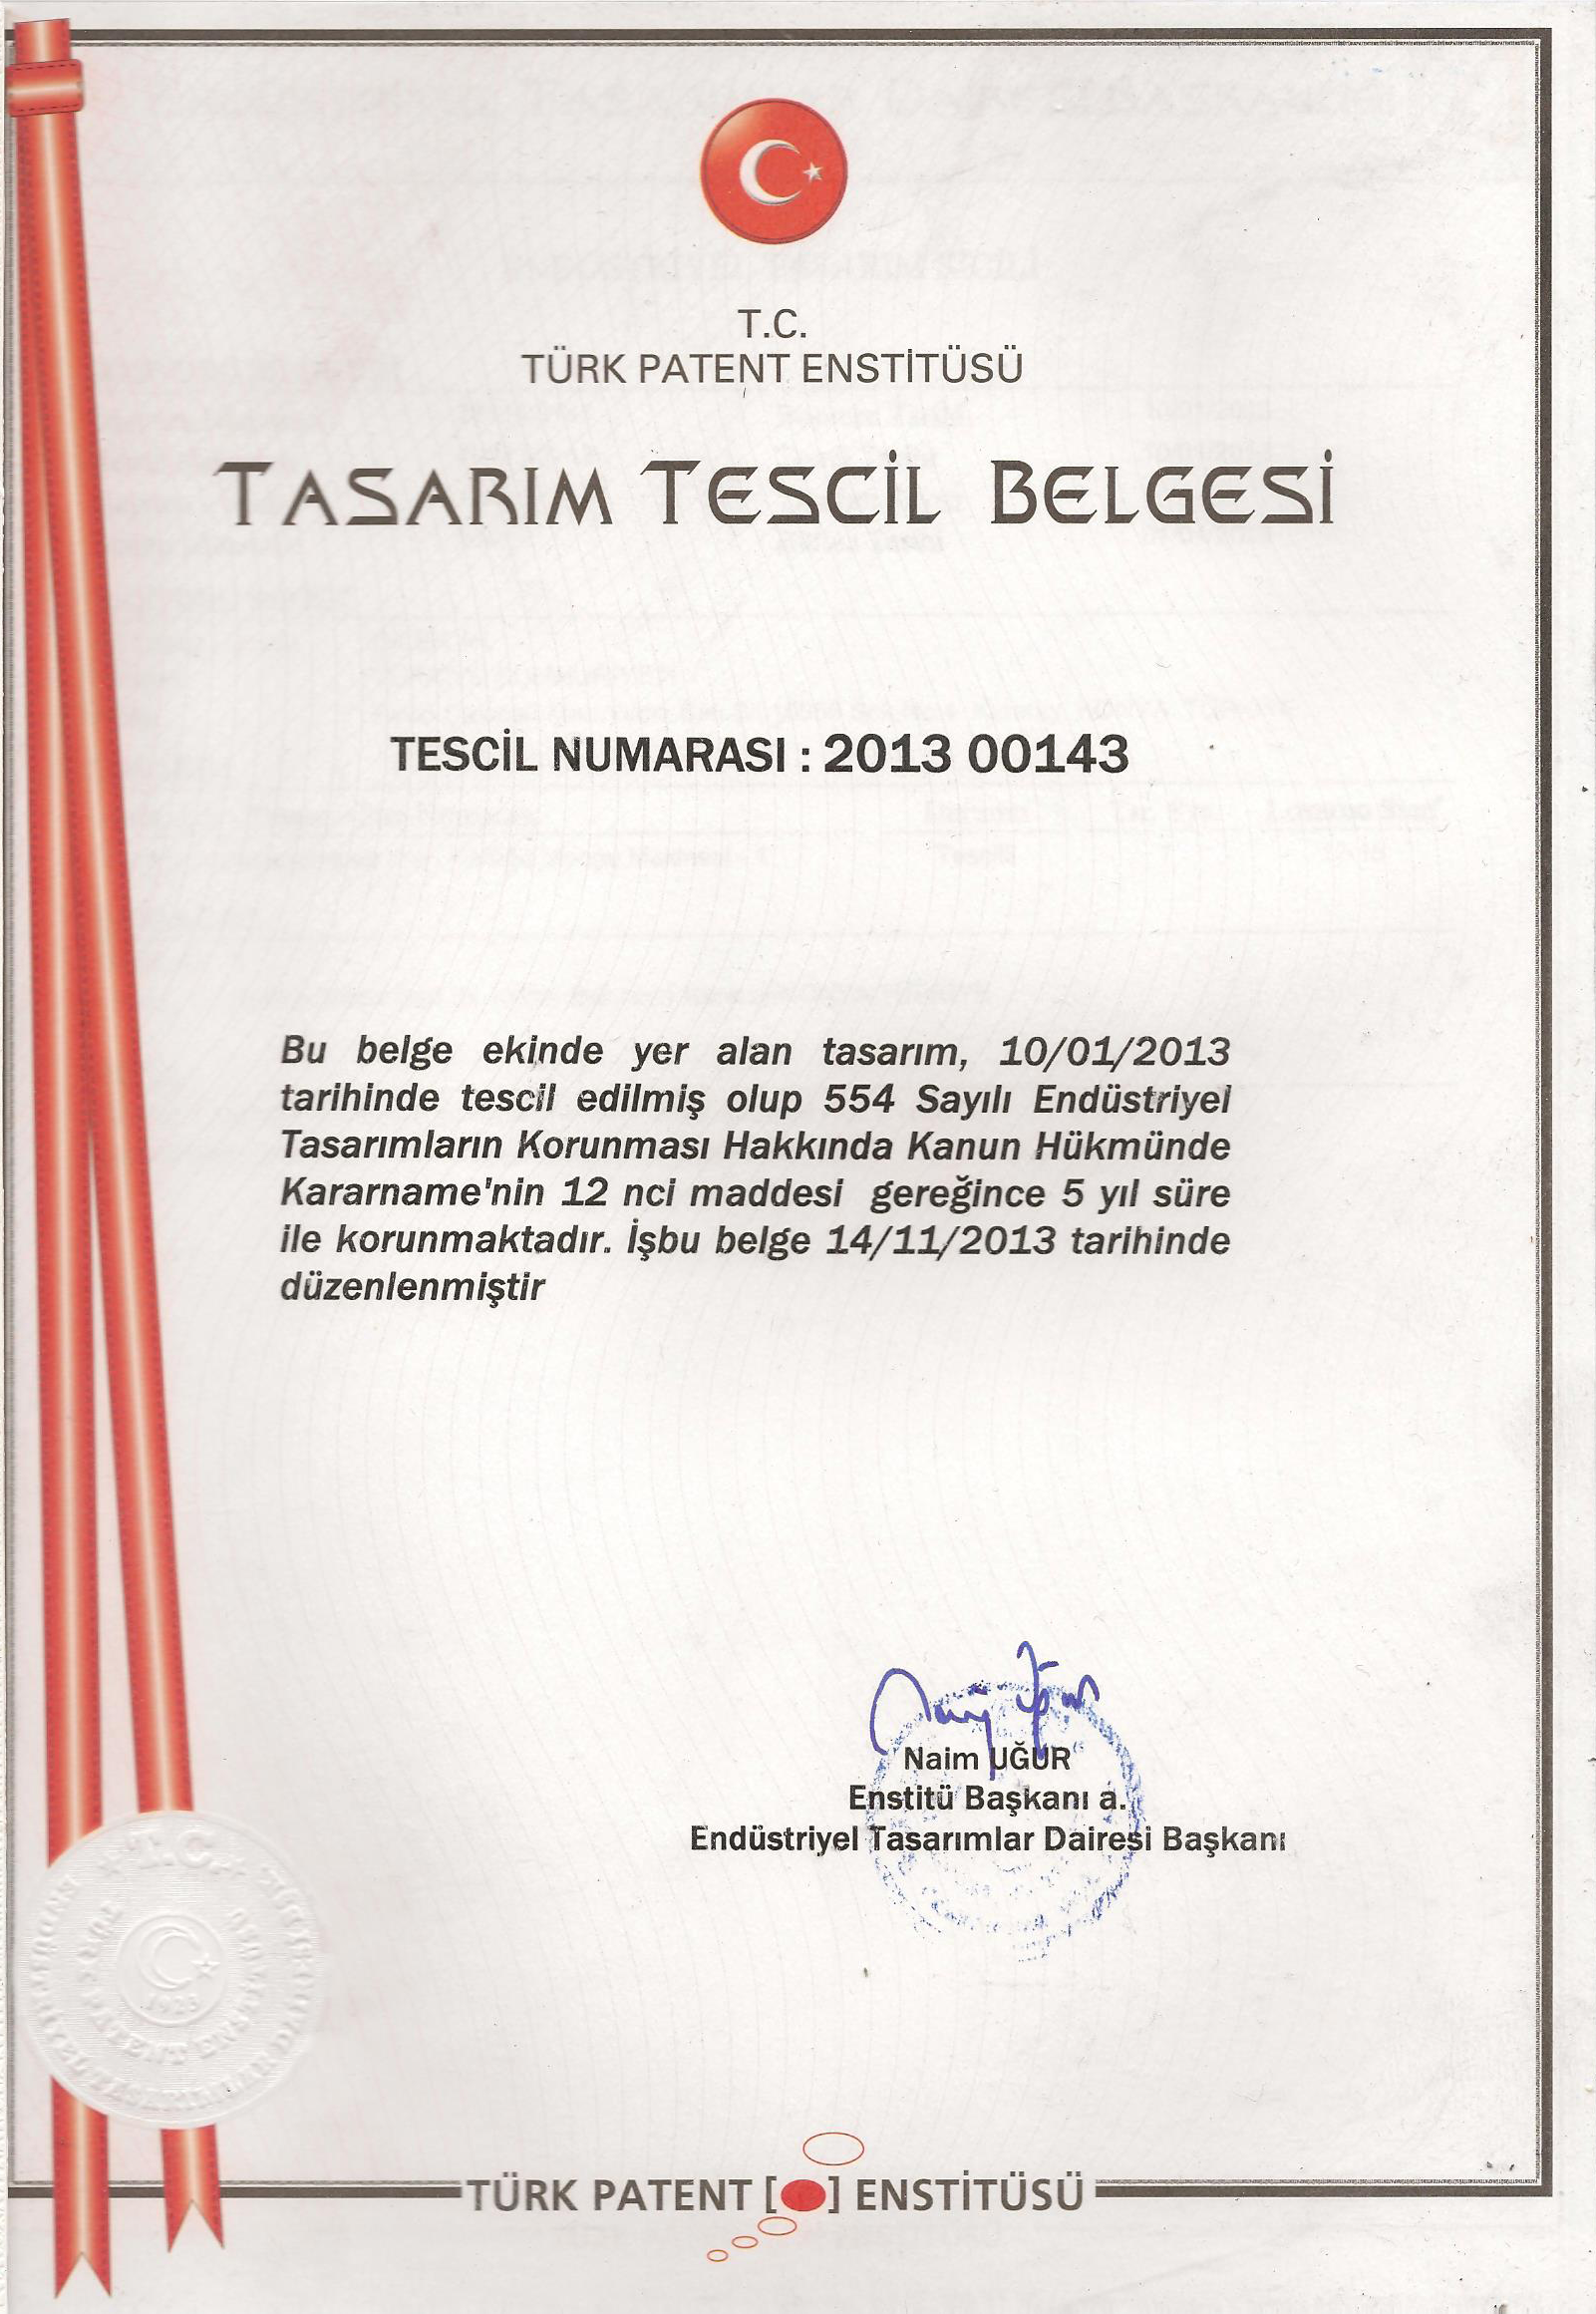 T.C.
TÜRK PATENT ENSTİTÜSÜ
TASARIM TESCİL BELGESİ
TESCİL NUMARASI : 2013 00143
Bu belge ekinde yer alan tasarım, 10/01/2013
tarihinde tescil edilmiş olup 554 Sayılı Endüstriyel
Tasarımların Korunması Hakkında Kanun Hükmünde
Kararname'nin 12 nci maddesi gereğince 5 yıl süre
ile korunmaktadır. İşbu belge 14/11/2013 tarihinde
düzenlenmiştir
Naim UĞUR
Enstitü Başkanı a.
Endüstriyel Tasarımlar Dairesi Başkanı
T.C.
1923
TÜRK PATENT [ ] ENSTİTÜSÜ